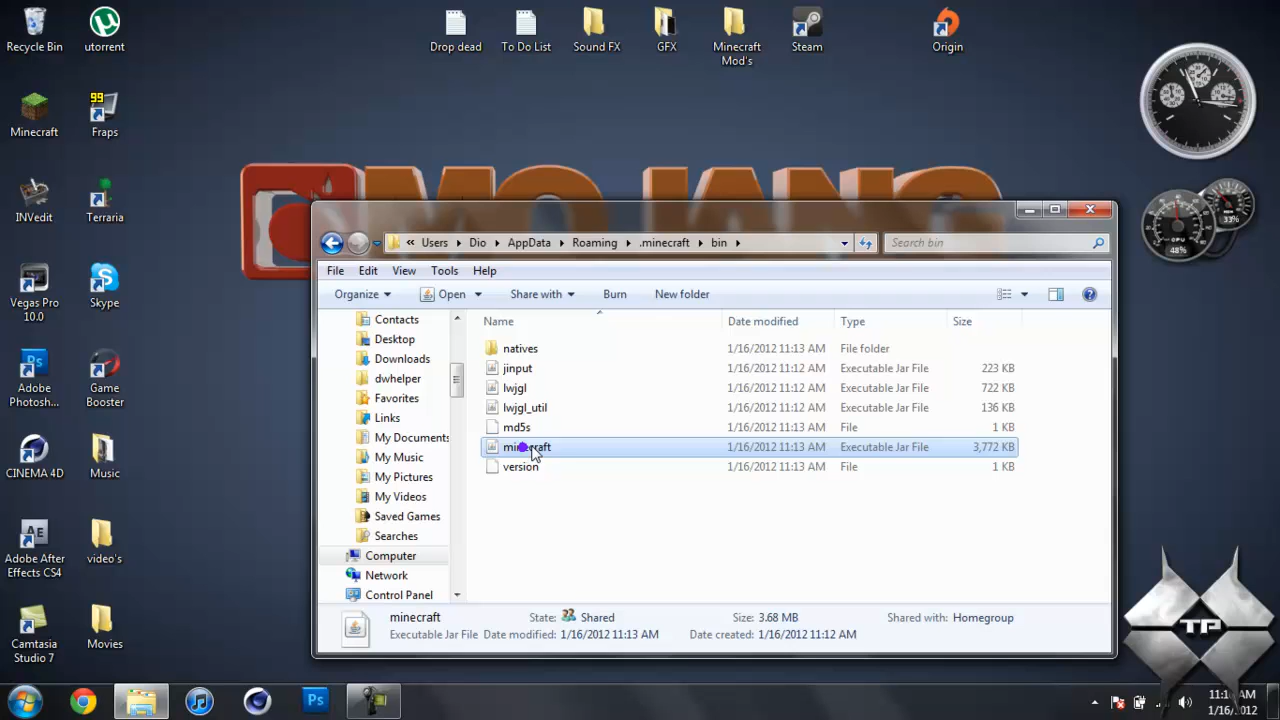 Recycle Bin
utorrent
Drop dead
To Do List
Sound FX
GFX
Minecraft
Mod's
Steam
Origin
Minecraft
99
Fraps
INVedit
Terraria
Vegas Pro
10.0
Skype
Adobe
Photosh...
Game
Booster
CINEMA 4D
Music
Adobe After
Effects CS4
video's
Camtasia
Studio 7
Movies
MOJANG
33%
CPU
48%
« Users ▸ Dio ▸ AppData ▸ Roaming ▸ .minecraft ▸ bin ▸
Search bin
File Edit View Tools Help
Organize Open Share with Burn New folder
Contacts
Desktop
Downloads
dwhelper
Favorites
Links
My Documents
My Music
My Pictures
My Videos
Saved Games
Searches
Computer
Network
Control Panel
Name Date modified Type Size
natives 1/16/2012 11:13 AM File folder
jinput 1/16/2012 11:12 AM Executable Jar File 223 KB
lwjgl 1/16/2012 11:12 AM Executable Jar File 722 KB
lwjgl_util 1/16/2012 11:12 AM Executable Jar File 136 KB
md5s 1/16/2012 11:13 AM File 1 KB
minecraft 1/16/2012 11:13 AM Executable Jar File 3,772 KB
version 1/16/2012 11:13 AM File 1 KB
minecraft State: Shared Size: 3.68 MB Shared with: Homegroup
Executable Jar File Date modified: 1/16/2012 11:13 AM Date created: 1/16/2012 11:12 AM
TP
Ps
AM
1/16/2012